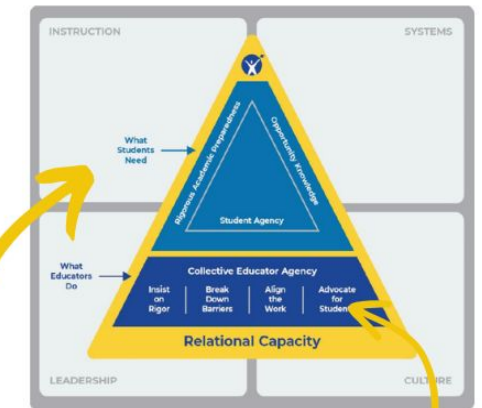 INSTRUCTION
SYSTEMS
What
Students
Need
Rigorous Academic Preparedness
Opportunity Knowledge
Student Agency
What
Educators
Do
Collective Educator Agency
Insist
on
Rigor
Break
Down
Barriers
Align
the
Work
Advocate
for
Students
Relational Capacity
LEADERSHIP
CULTURE